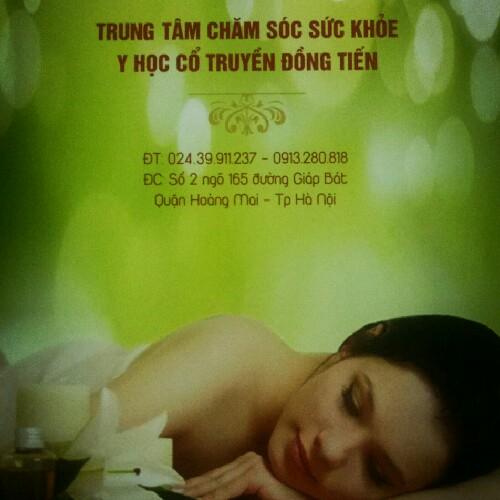 TRUNG TÂM CHĂM SÓC SỨC KHỎE
Y HỌC CỔ TRUYỀN ĐỒNG TIẾN
ĐT: 024.39.911.237 - 0913.280.818
ĐC: Số 2 ngõ 165 đường Giáp Bát
Quận Hoàng Mai - Tp Hà Nội